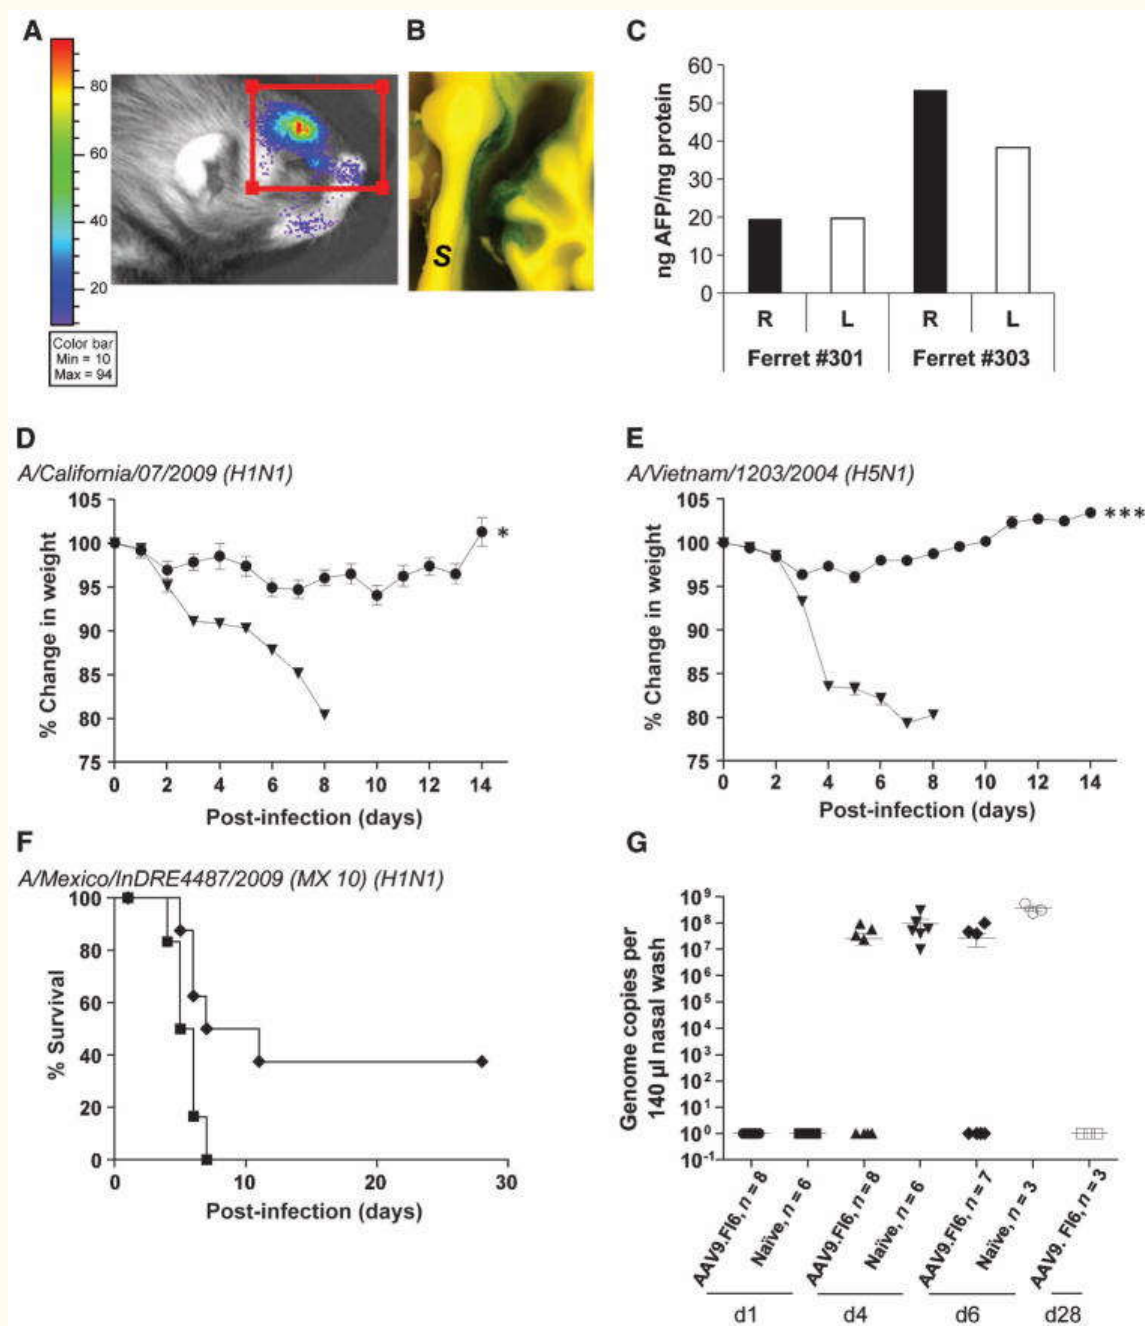 A
80
60
40
20
Color bar
Min = 10
Max = 94
B
S
C
ng AFP/mg protein
60
50
40
30
20
10
0
R
L
R
L
Ferret #301
Ferret #303
D
A/California/07/2009 (H1N1)
% Change in weight
105
100
95
90
85
80
75
*
0
2
4
6
8
10
12
14
Post-infection (days)
E
A/Vietnam/1203/2004 (H5N1)
% Change in weight
105
100
95
90
85
80
75
***
0
2
4
6
8
10
12
14
Post-infection (days)
F
A/Mexico/InDRE4487/2009 (MX 10) (H1N1)
% Survival
100
80
60
40
20
0
0
10
20
30
Post-infection (days)
G
Genome copies per
140 µl nasal wash
10⁹
10⁸
10⁷
10⁶
10⁵
10⁴
10³
10²
10¹
10⁰
10⁻¹
AAV9.FI6, n = 8
Naïve, n = 6
AAV9.FI6, n = 8
Naïve, n = 6
AAV9.FI6, n = 7
Naïve, n = 3
AAV9. FI6, n = 3
d1
d4
d6
d28